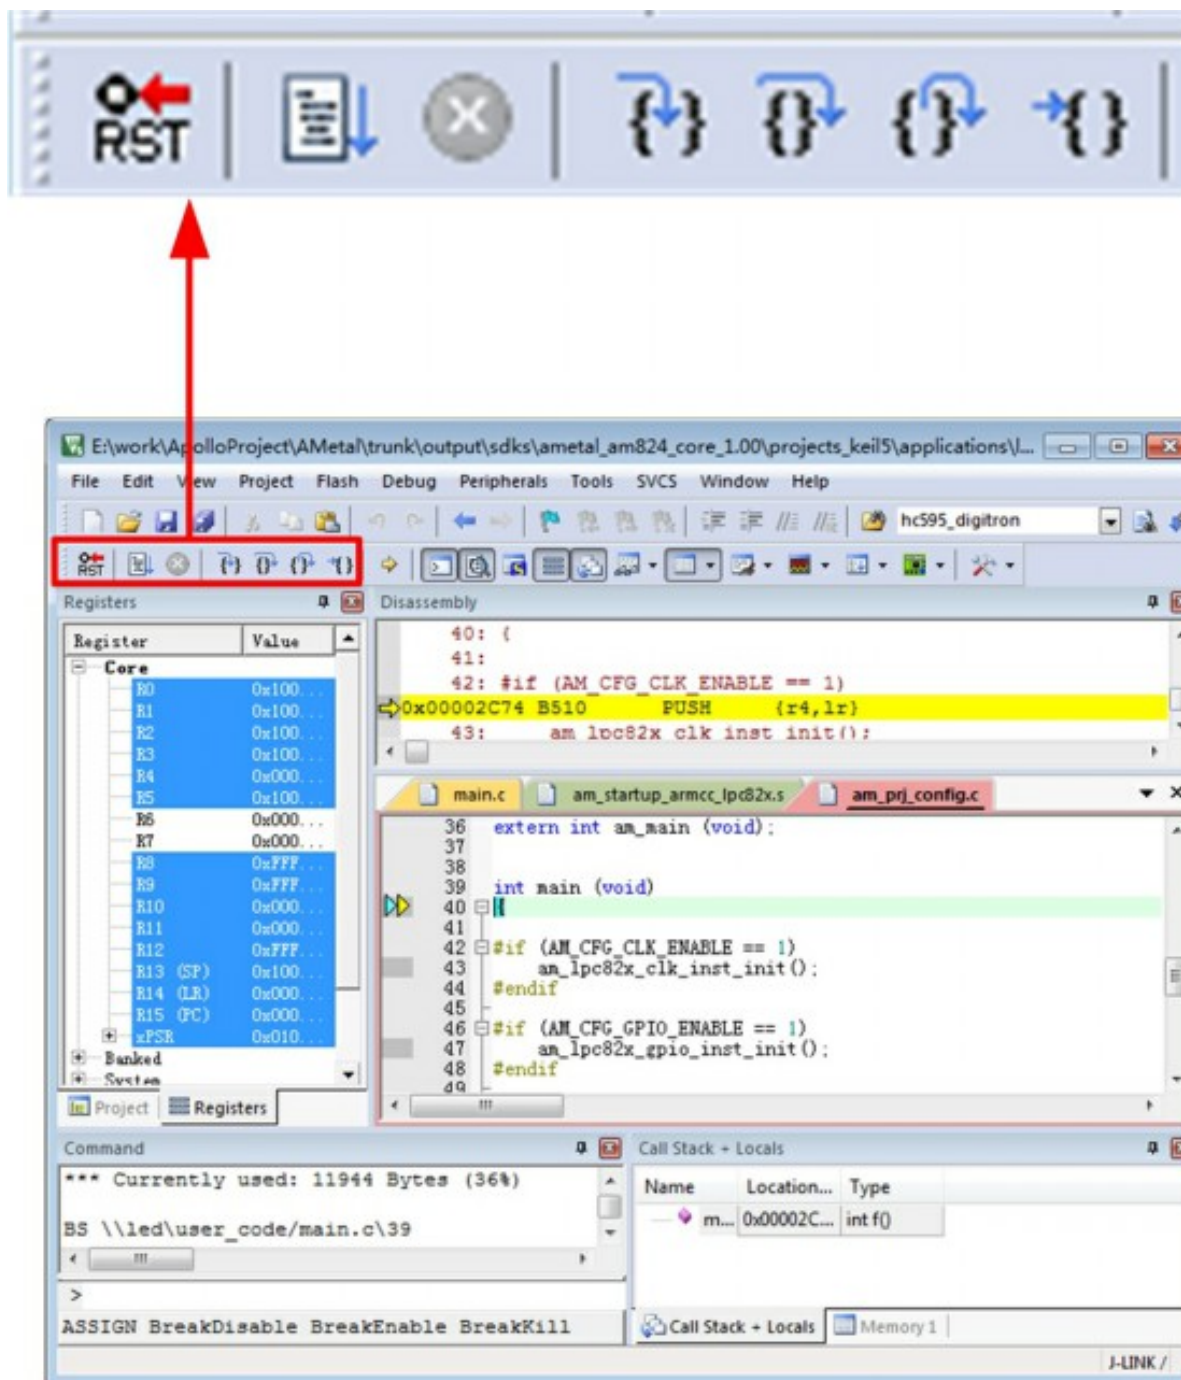 RST
E:\work\ApolloProject\AMetal\trunk\output\sdks\ametal_am824_core_1.00\projects_keil5\applications\l...
File Edit View Project Flash Debug Peripherals Tools SVCS Window Help
hc595_digitron
RST
Registers
Register Value
Core
R0 0x100...
R1 0x100...
R2 0x100...
R3 0x100...
R4 0x000...
R5 0x100...
R6 0x000...
R7 0x000...
R8 0xFFF...
R9 0xFFF...
R10 0x000...
R11 0x000...
R12 0xFFF...
R13 (SP) 0x100...
R14 (LR) 0x000...
R15 (PC) 0x000...
xPSR 0x010...
Banked
System
Project Registers
Disassembly
40: {
41:
42: #if (AM_CFG_CLK_ENABLE == 1)
0x00002C74 B510 PUSH {r4,lr}
43: am_lpc82x_clk_inst_init();
main.c am_startup_armcc_lpc82x.s am_prj_config.c
36 extern int am_main (void);
37
38
39 int main (void)
40 {
41
42 #if (AM_CFG_CLK_ENABLE == 1)
43 am_lpc82x_clk_inst_init();
44 #endif
45
46 #if (AM_CFG_GPIO_ENABLE == 1)
47 am_lpc82x_gpio_inst_init();
48 #endif
49
Command
*** Currently used: 11944 Bytes (36%)
BS \\led\user_code/main.c\39
>
ASSIGN BreakDisable BreakEnable BreakKill
Call Stack + Locals
Name Location... Type
m... 0x00002C... int f()
Call Stack + Locals Memory 1
J-LINK /